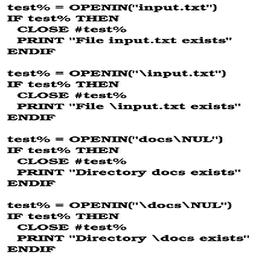 test% = OPENIN("input.txt")
IF test% THEN
CLOSE #test%
PRINT "File input.txt exists"
ENDIF
test% = OPENIN("\input.txt")
IF test% THEN
CLOSE #test%
PRINT "File \input.txt exists"
ENDIF
test% = OPENIN("docs\NUL")
IF test% THEN
CLOSE #test%
PRINT "Directory docs exists"
ENDIF
test% = OPENIN("\docs\NUL")
IF test% THEN
CLOSE #test%
PRINT "Directory \docs exists"
ENDIF